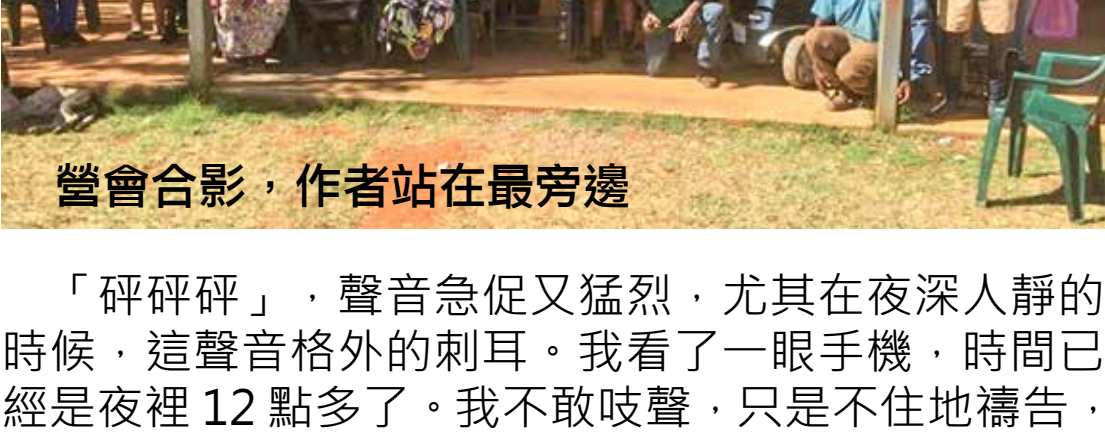 營會合影，作者站在最旁邊
「砰砰砰」，聲音急促又猛烈，尤其在夜深人靜的
時候，這聲音格外的刺耳。我看了一眼手機，時間已
經是夜裡 12 點多了。我不敢吱聲，只是不住地禱告，